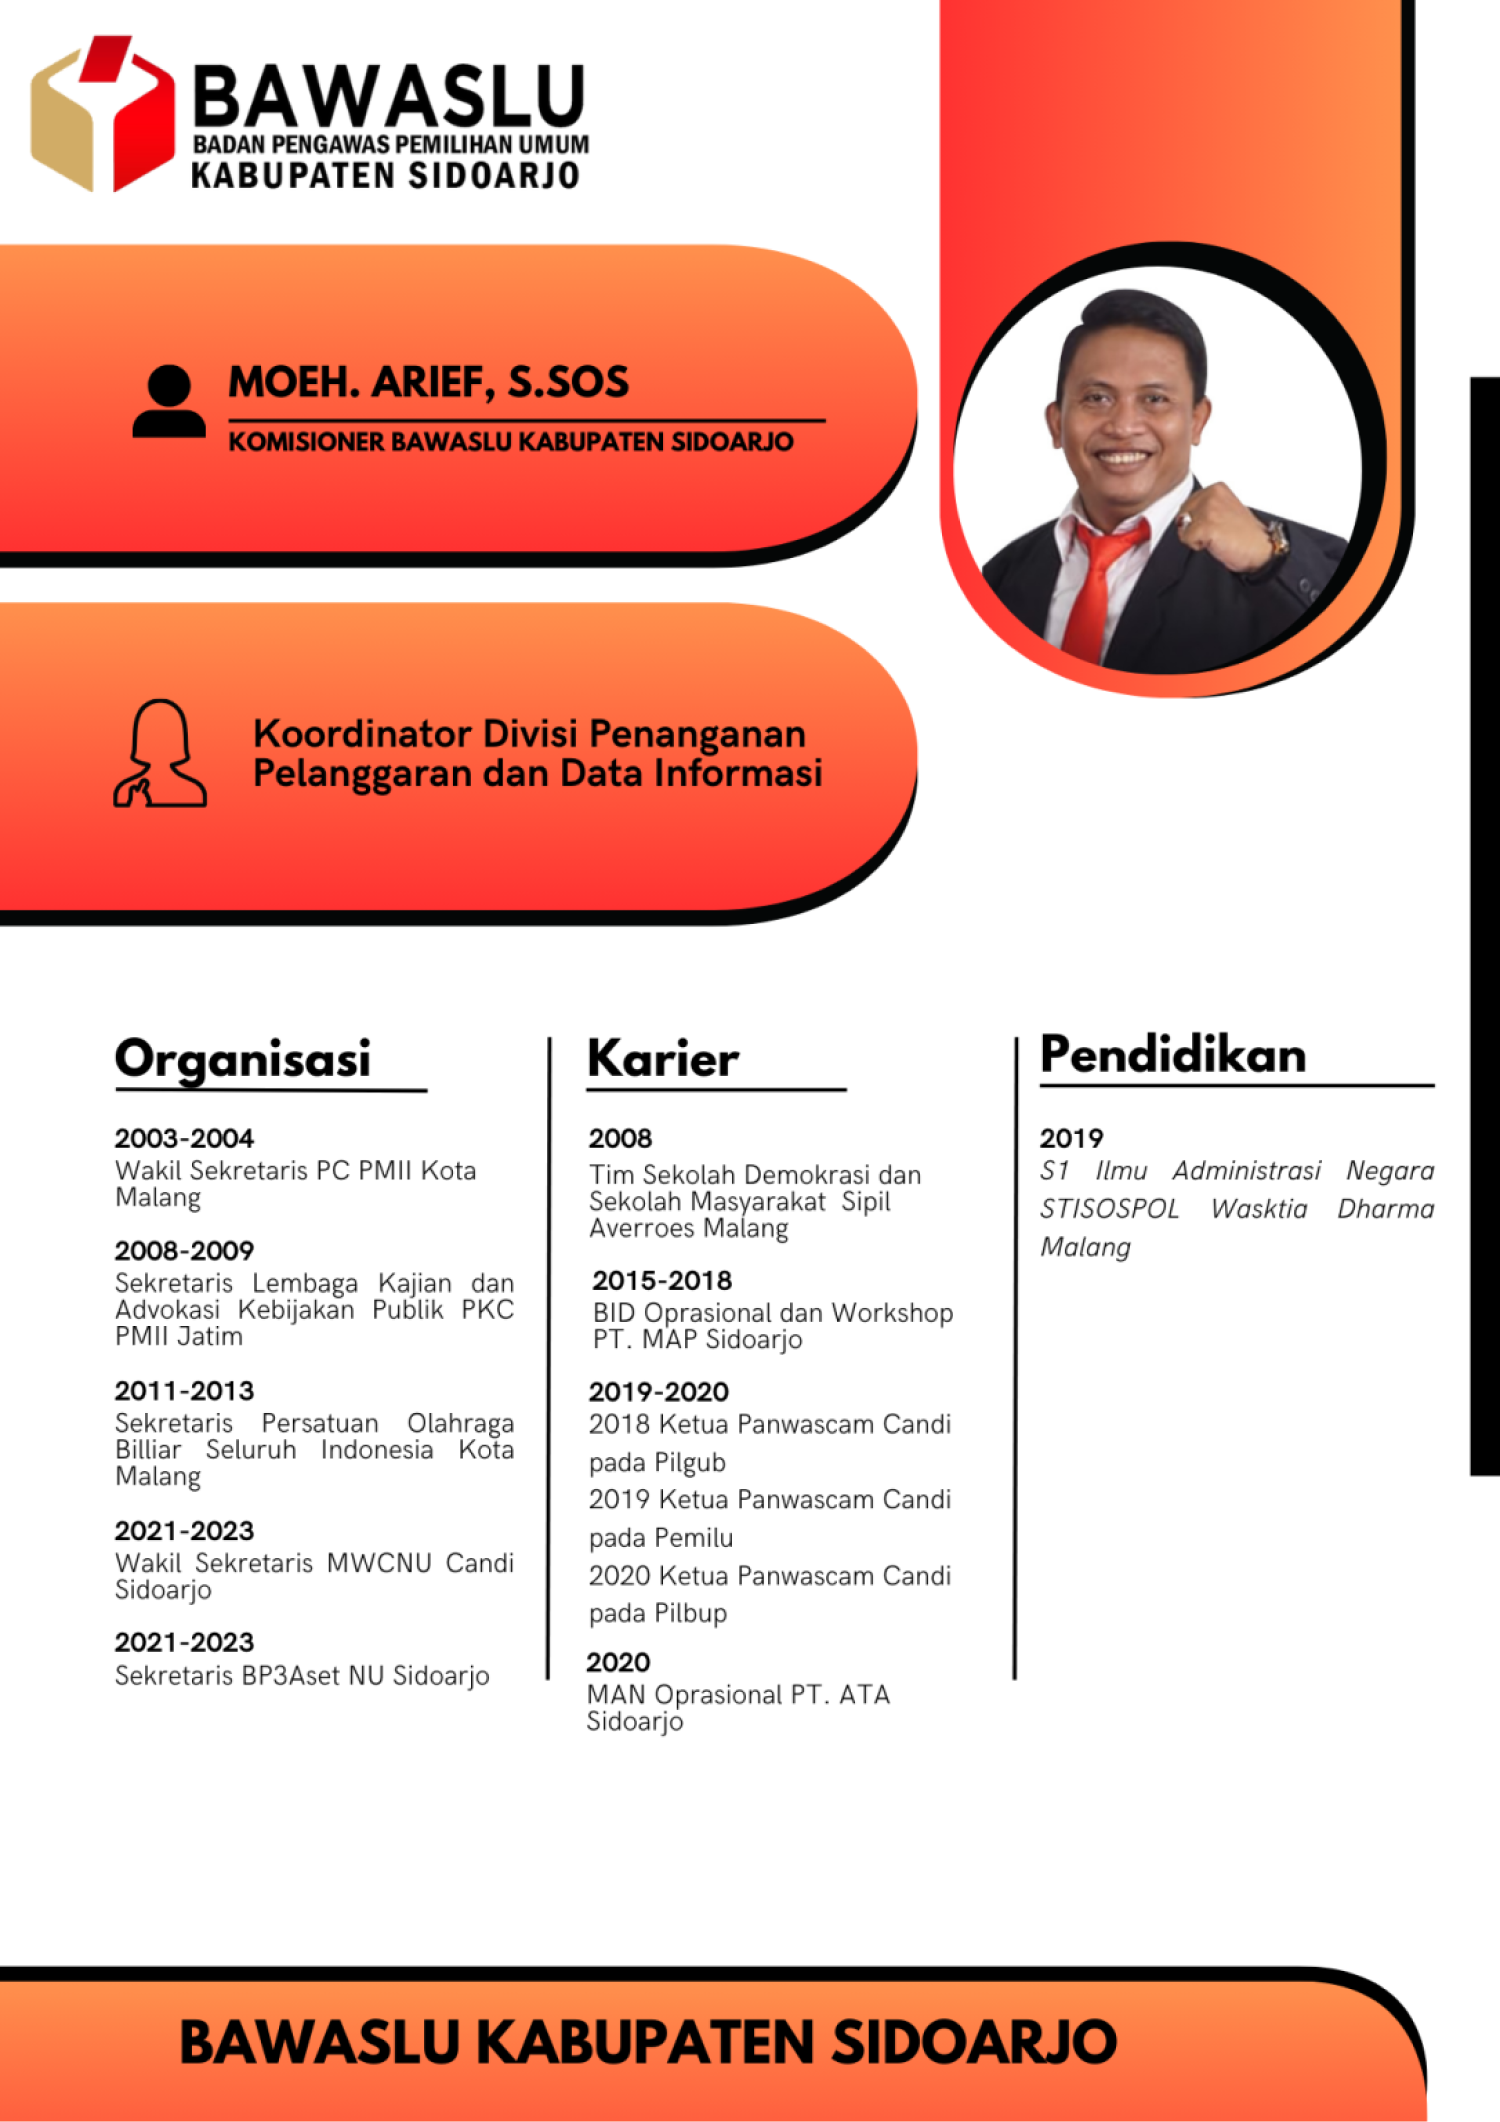 BAWASLU
BADAN PENGAWAS PEMILIHAN UMUM
KABUPATEN SIDOARJO
MOEH. ARIEF, S.SOS
KOMISIONER BAWASLU KABUPATEN SIDOARJO
Koordinator Divisi Penanganan
Pelanggaran dan Data Informasi
Organisasi
2003-2004
Wakil Sekretaris PC PMII Kota
Malang
2008-2009
Sekretaris Lembaga Kajian dan
Advokasi Kebijakan Publik PKC
PMII Jatim
2011-2013
Sekretaris Persatuan Olahraga
Billiar Seluruh Indonesia Kota
Malang
2021-2023
Wakil Sekretaris MWCNU Candi
Sidoarjo
2021-2023
Sekretaris BP3Aset NU Sidoarjo
Karier
2008
Tim Sekolah Demokrasi dan
Sekolah Masyarakat Sipil
Averroes Malang
2015-2018
BID Oprasional dan Workshop
PT. MAP Sidoarjo
2019-2020
2018 Ketua Panwascam Candi
pada Pilgub
2019 Ketua Panwascam Candi
pada Pemilu
2020 Ketua Panwascam Candi
pada Pilbup
2020
MAN Oprasional PT. ATA
Sidoarjo
Pendidikan
2019
S1 Ilmu Administrasi Negara
STISOSPOL Wasktia Dharma
Malang
BAWASLU KABUPATEN SIDOARJO